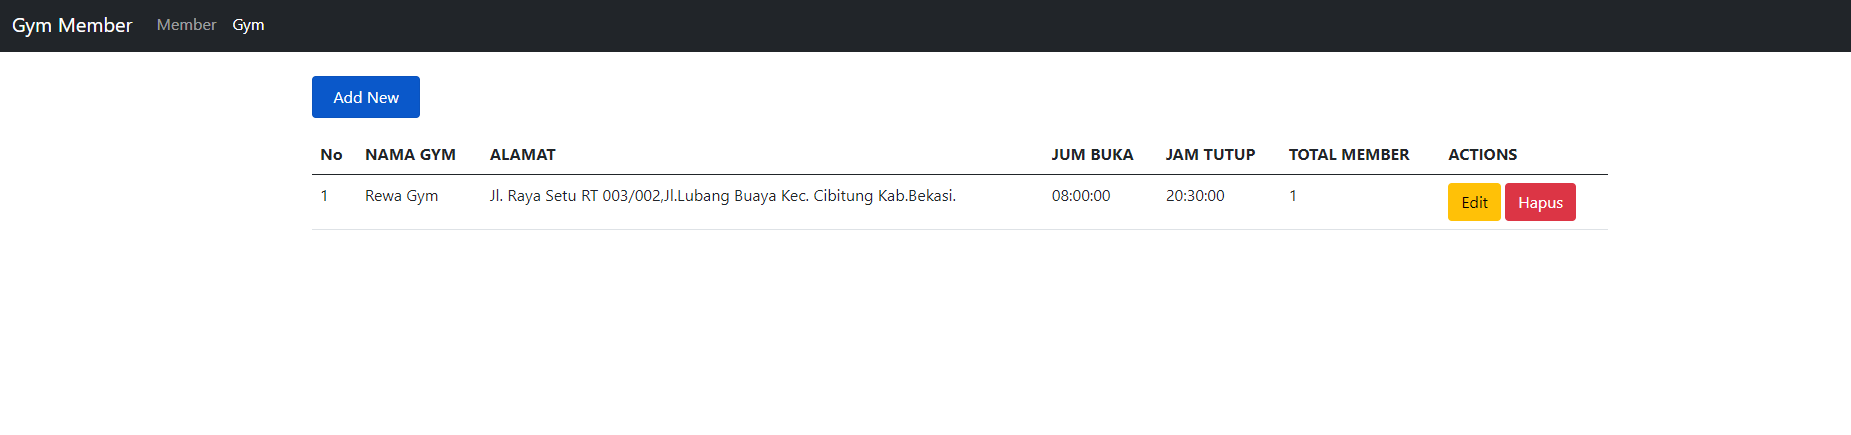 Gym Member Member Gym
Add New
No NAMA GYM ALAMAT JUM BUKA JAM TUTUP TOTAL MEMBER ACTIONS
1 Rewa Gym Jl. Raya Setu RT 003/002,Jl.Lubang Buaya Kec. Cibitung Kab.Bekasi. 08:00:00 20:30:00 1 Edit Hapus